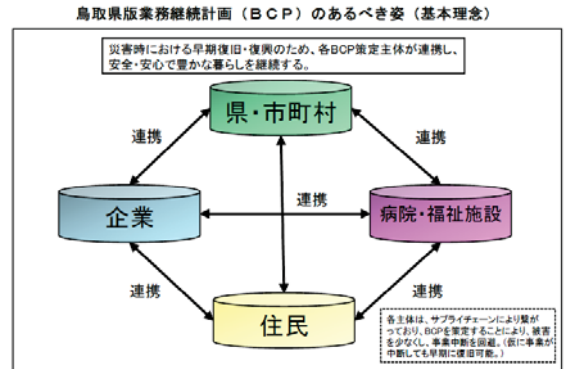 鳥取県版業務継続計画（ＢＣＰ）のあるべき姿（基本理念）
災害時における早期復旧・復興のため、各BCP策定主体が連携し、
安全・安心で豊かな暮らしを継続する。
県・市町村
連携
連携
企業
連携
病院・福祉施設
連携
連携
住民
各主体は、サプライチェーンにより繋が
っており、BCPを策定することにより、被害
を少なくし、事業中断を回避。（仮に事業が
中断しても早期に復旧可能。）